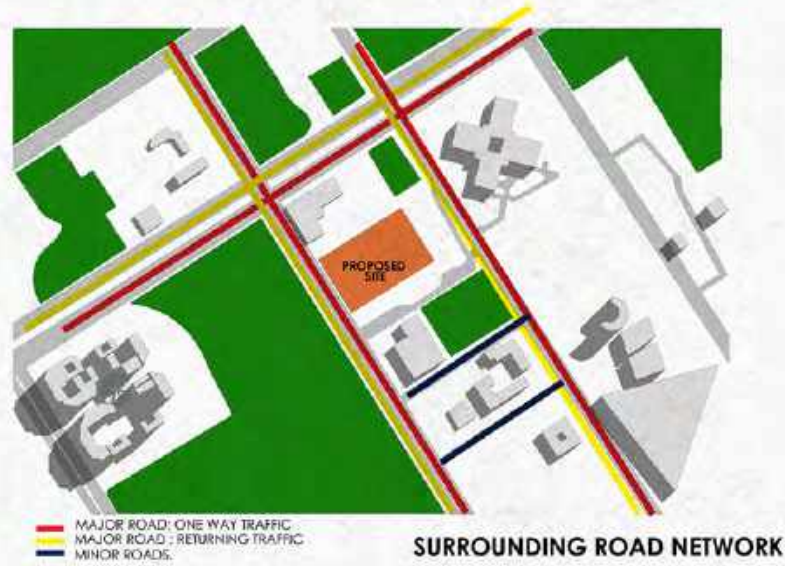 PROPOSED
SITE
MAJOR ROAD: ONE WAY TRAFFIC
MAJOR ROAD : RETURNING TRAFFIC
MINOR ROADS.
SURROUNDING ROAD NETWORK